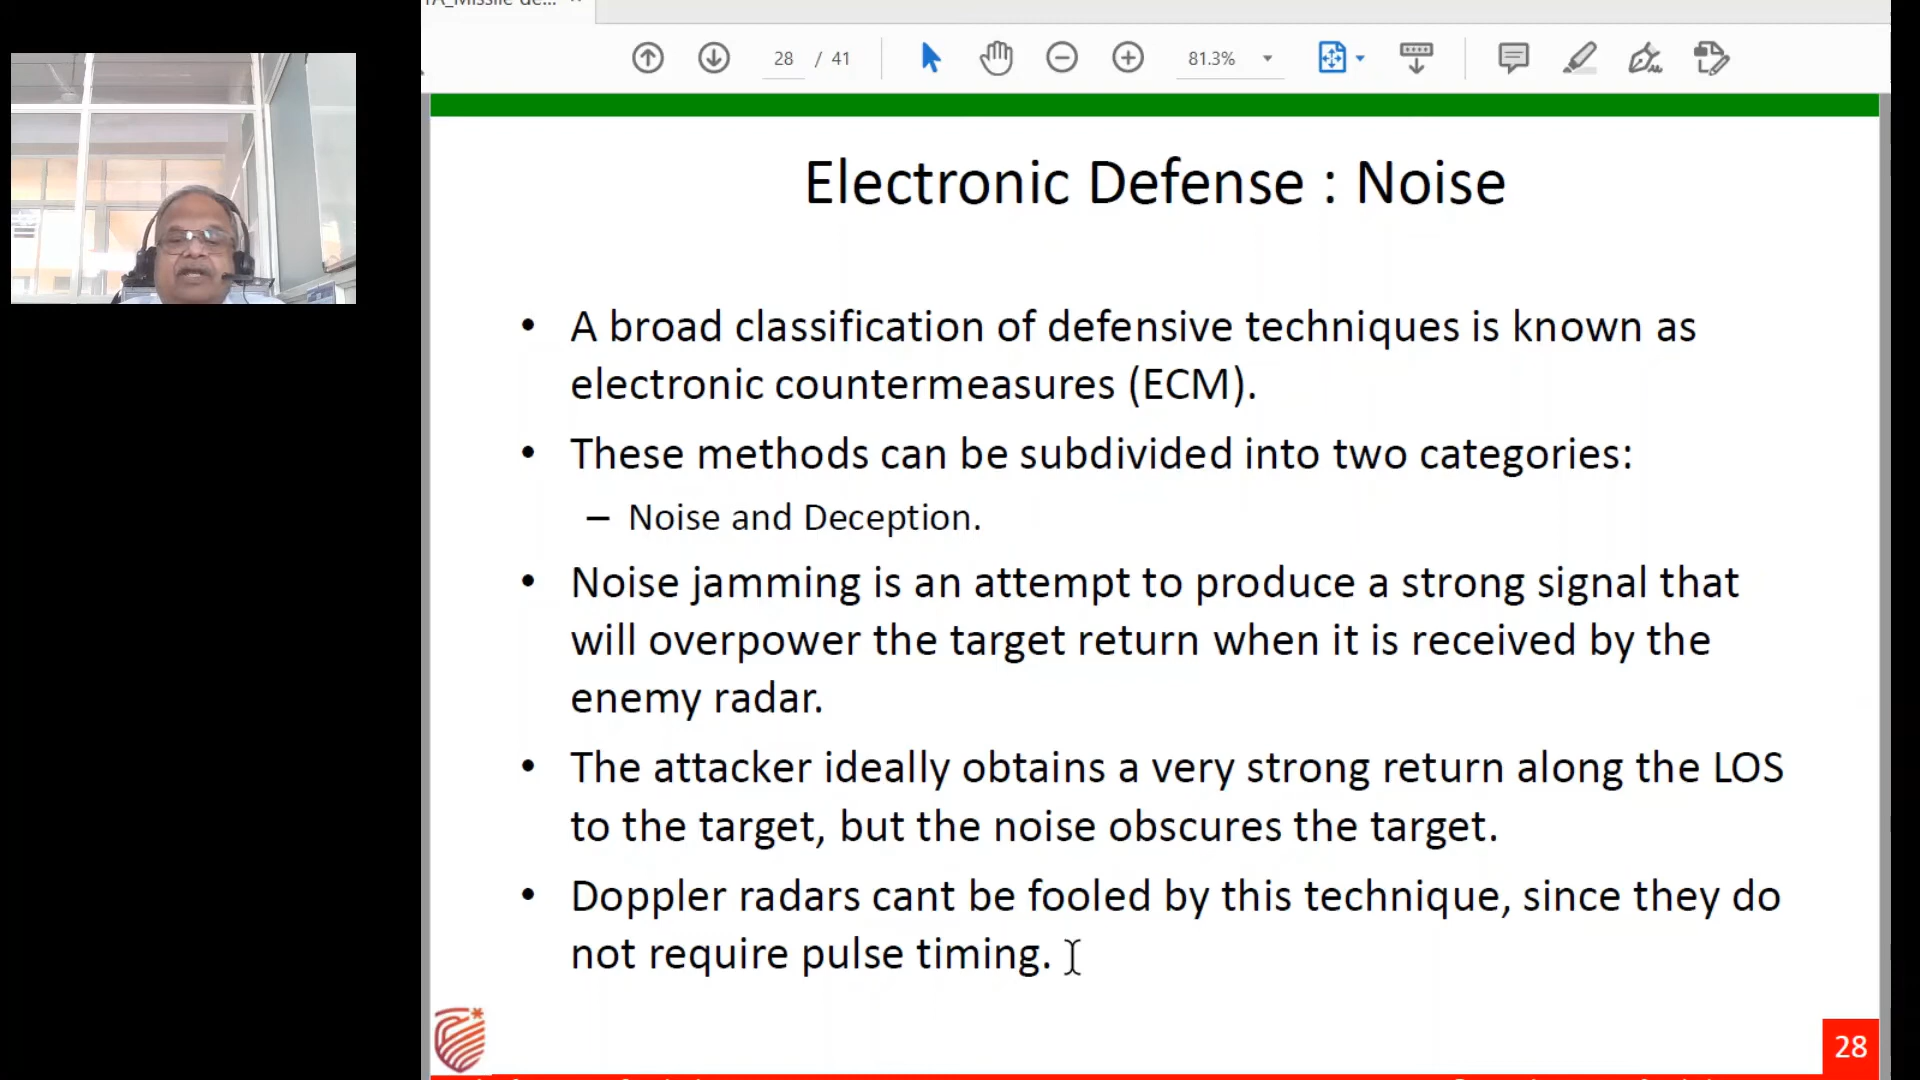 28 / 41
81.3%
Electronic Defense : Noise
• A broad classification of defensive techniques is known as
electronic countermeasures (ECM).
• These methods can be subdivided into two categories:
– Noise and Deception.
• Noise jamming is an attempt to produce a strong signal that
will overpower the target return when it is received by the
enemy radar.
• The attacker ideally obtains a very strong return along the LOS
to the target, but the noise obscures the target.
• Doppler radars cant be fooled by this technique, since they do
not require pulse timing.
28